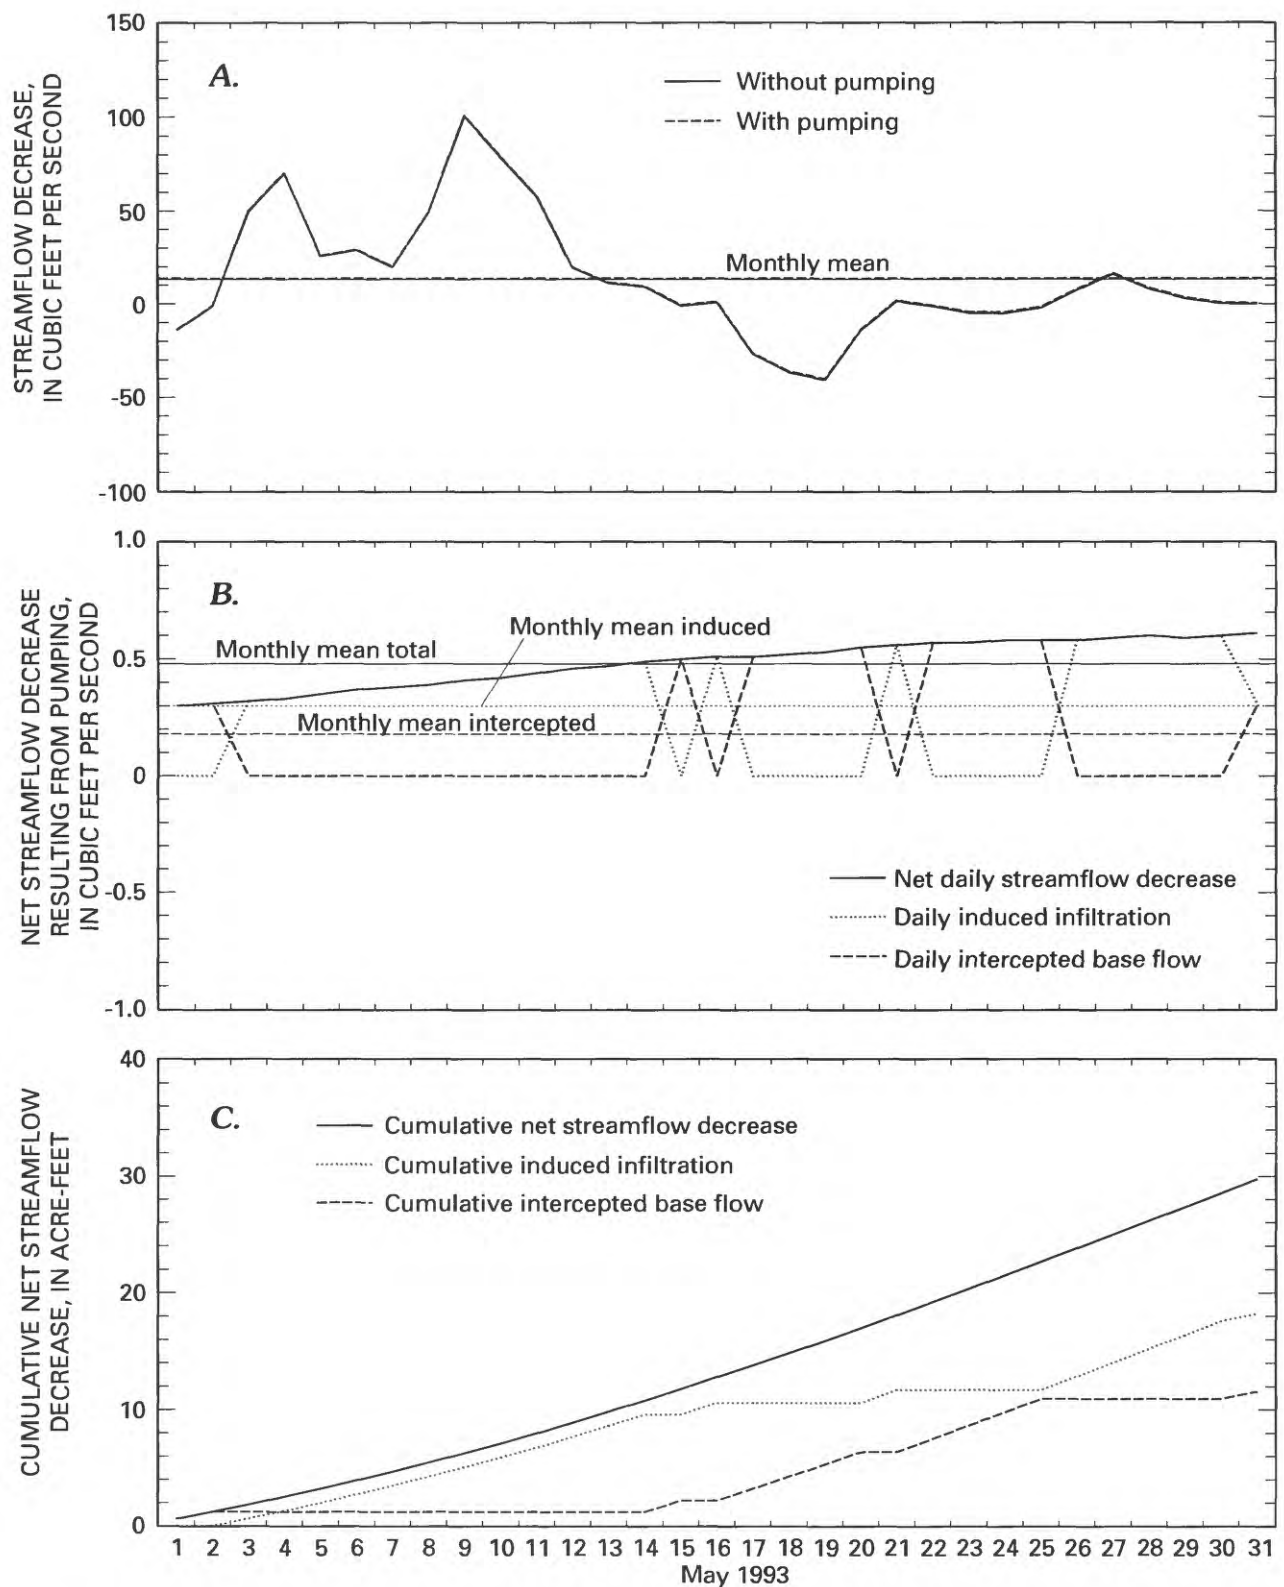 STREAMFLOW DECREASE,
IN CUBIC FEET PER SECOND
150
100
50
0
-50
-100
A.
Without pumping
With pumping
Monthly mean
NET STREAMFLOW DECREASE
RESULTING FROM PUMPING,
IN CUBIC FEET PER SECOND
1.0
0.5
0
-0.5
-1.0
B.
Monthly mean induced
Monthly mean total
Monthly mean intercepted
Net daily streamflow decrease
Daily induced infiltration
Daily intercepted base flow
CUMULATIVE NET STREAMFLOW
DECREASE, IN ACRE-FEET
40
30
20
10
0
C.
Cumulative net streamflow decrease
Cumulative induced infiltration
Cumulative intercepted base flow
1 2 3 4 5 6 7 8 9 10 11 12 13 14 15 16 17 18 19 20 21 22 23 24 25 26 27 28 29 30 31
May 1993